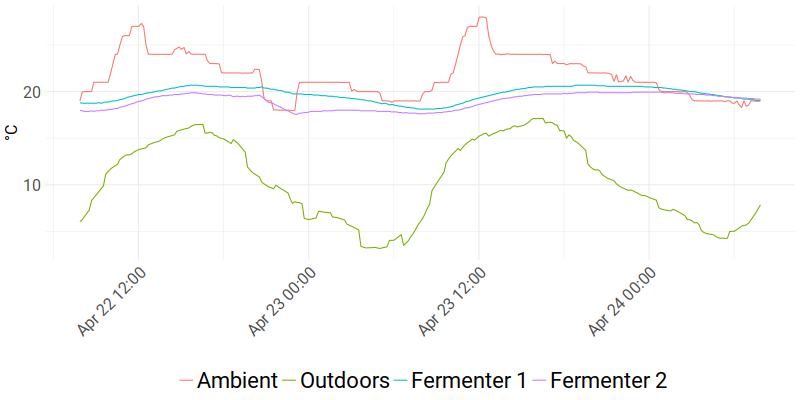 °C
20
10
Apr 22 12:00
Apr 23 00:00
Apr 23 12:00
Apr 24 00:00
Ambient Outdoors Fermenter 1 Fermenter 2